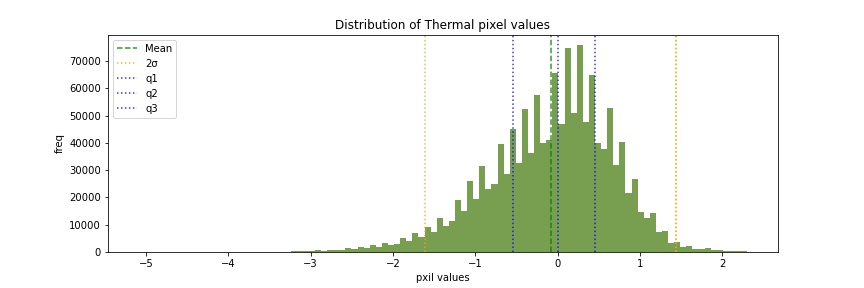 Distribution of Thermal pixel values
Mean
2σ
q1
q2
q3
freq
70000
60000
50000
40000
30000
20000
10000
0
−5
−4
−3
−2
−1
0
1
2
pxil values